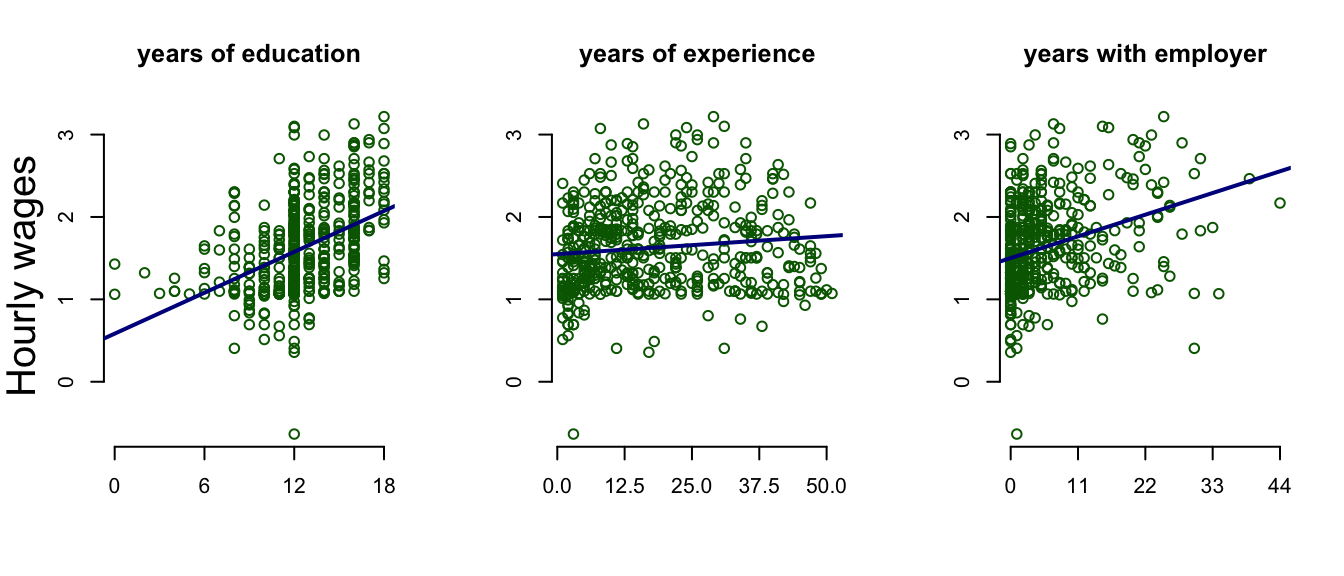 years of education
years of experience
years with employer
Hourly wages
3
2
1
0
0 6 12 18
3
2
1
0
0.0 12.5 25.0 37.5 50.0
3
2
1
0
0 11 22 33 44